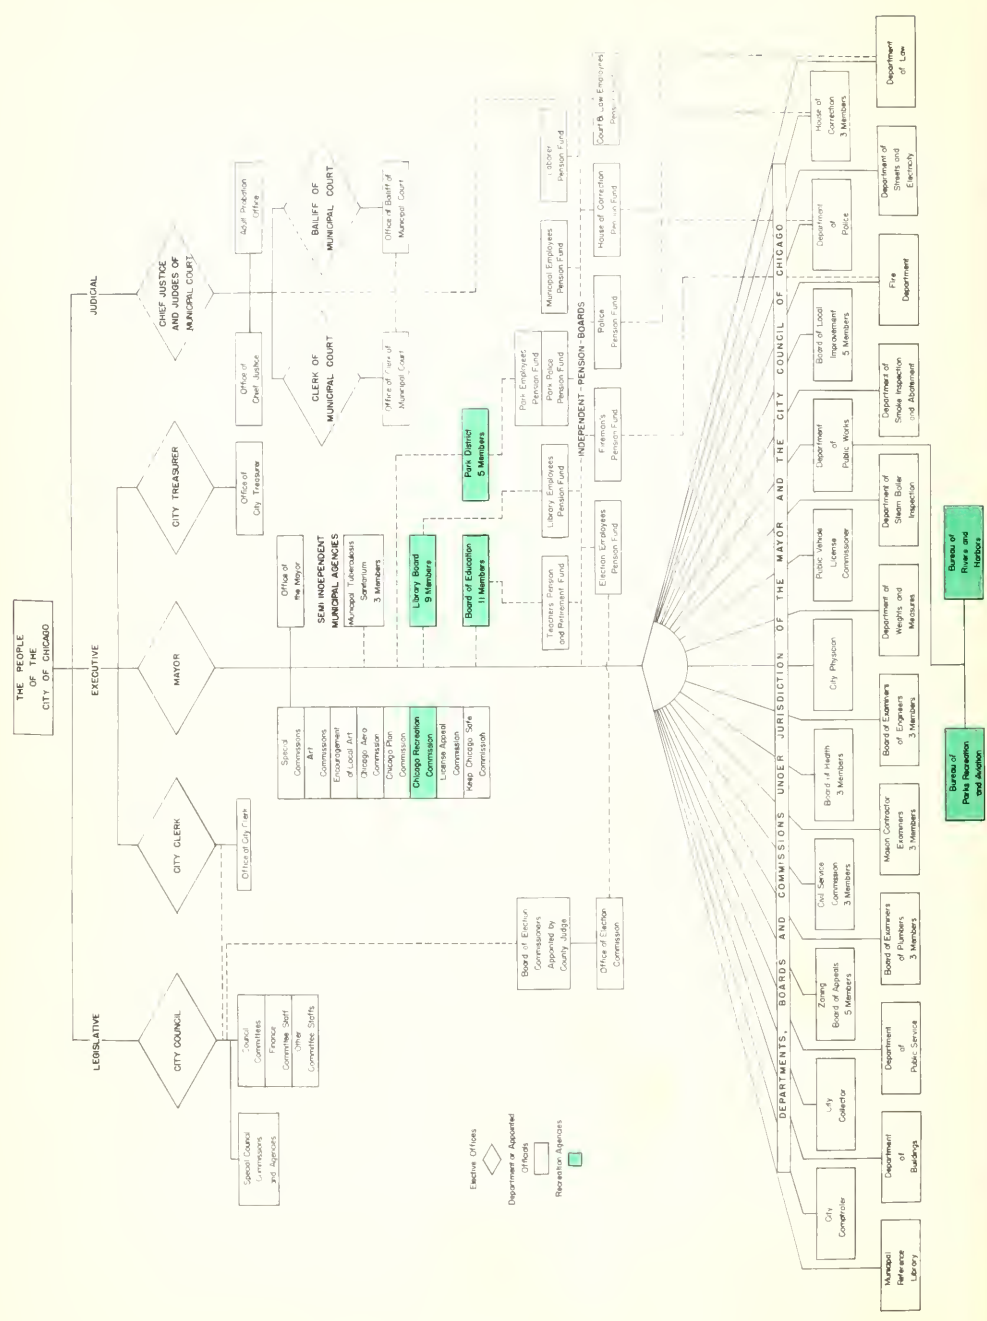 THE PEOPLE
OF THE
CITY OF CHICAGO
LEGISLATIVE
EXECUTIVE
JUDICIAL
CITY COUNCIL
CITY CLERK
MAYOR
CITY TREASURER
CHIEF JUSTICE
AND JUDGES OF
MUNICIPAL COURT
Special Council
Commissions
and Agencies
Council
Committees
Finance
Committee Staff
Other
Committee Staffs
Office of City Clerk
Office of
the Mayor
Office of
City Treasurer
Office of
Chief Justice
Adult Probation
Office
CLERK OF
MUNICIPAL COURT
BAILIFF OF
MUNICIPAL COURT
Office of Clerk of
Municipal Court
Office of Bailiff of
Municipal Court
Special
Commissions
Art
Commissions
Encouragement
of Local Art
Chicago Aero
Commission
Chicago Plan
Commission
Chicago Recreation
Commission
License Appeal
Commission
Keep Chicago Safe
Commission
SEMI INDEPENDENT
MUNICIPAL AGENCIES
Municipal Tuberculosis
Sanitarium
3 Members
Library Board
9 Members
Board of Education
11 Members
Park District
5 Members
Elective Offices
Department or Appointed
Officials
Recreation Agencies
Board of Election
Commissioners
Appointed by
County Judge
Office of Election
Commission
Teachers Pension
and Retirement Fund
Library Employees
Pension Fund
Park Employees
Pension Fund
Park Police
Pension Fund
Municipal Employees
Pension Fund
Laborer
Pension Fund
INDEPENDENT-PENSION-BOARDS
Election Employees
Pension Fund
Fireman's
Pension Fund
Police
Pension Fund
House of Correction
Pension Fund
Court & Law Employees
Pension Fund
DEPARTMENTS, BOARDS AND COMMISSIONS UNDER JURISDICTION OF THE MAYOR AND THE CITY COUNCIL OF CHICAGO
City
Comptroler
City
Collector
Zoning
Board of Appeals
5 Members
Civil Service
Commission
3 Members
Board of Health
3 Members
City Physician
Public Vehicle
License
Commissioner
Department
of
Public Works
Board of Local
Improvement
5 Members
Department
of
Police
House of
Correction
3 Members
Municipal
Reference
Library
Department
of
Buildings
Department
of
Public Service
Board of Examiners
of Plumbers
3 Members
Mason Contractor
Examiners
3 Members
Board of Examiners
of Engineers
3 Members
Department of
Weights and
Measures
Department of
Steam Boiler
Inspection
Department of
Smoke Inspection
and Abatement
Fire
Department
Department of
Streets and
Electricity
Department
of Law
Bureau of
Parks Recreation
and Aviation
Bureau of
Rivers and
Harbors